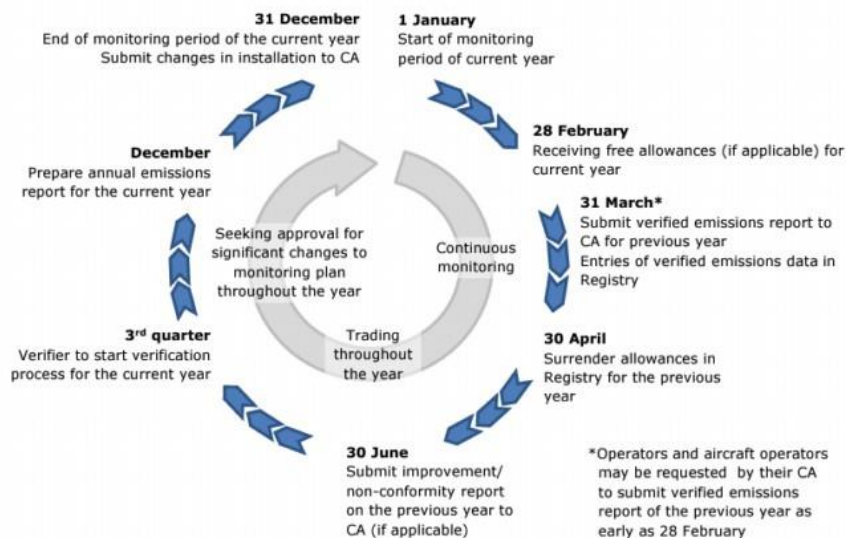 31 December
End of monitoring period of the current year
Submit changes in installation to CA
1 January
Start of monitoring
period of current year
28 February
Receiving free allowances (if applicable) for
current year
31 March*
Submit verified emissions report to
CA for previous year
Entries of verified emissions data in
Registry
30 April
Surrender allowances in
Registry for the previous
year
30 June
Submit improvement/
non-conformity report
on the previous year to
CA (if applicable)
3rd quarter
Verifier to start verification
process for the current year
December
Prepare annual emissions
report for the current year
Seeking approval for
significant changes to
monitoring plan
throughout the year
Continuous
monitoring
Trading
throughout
the year
*Operators and aircraft operators
may be requested by their CA
to submit verified emissions
report of the previous year as
early as 28 February